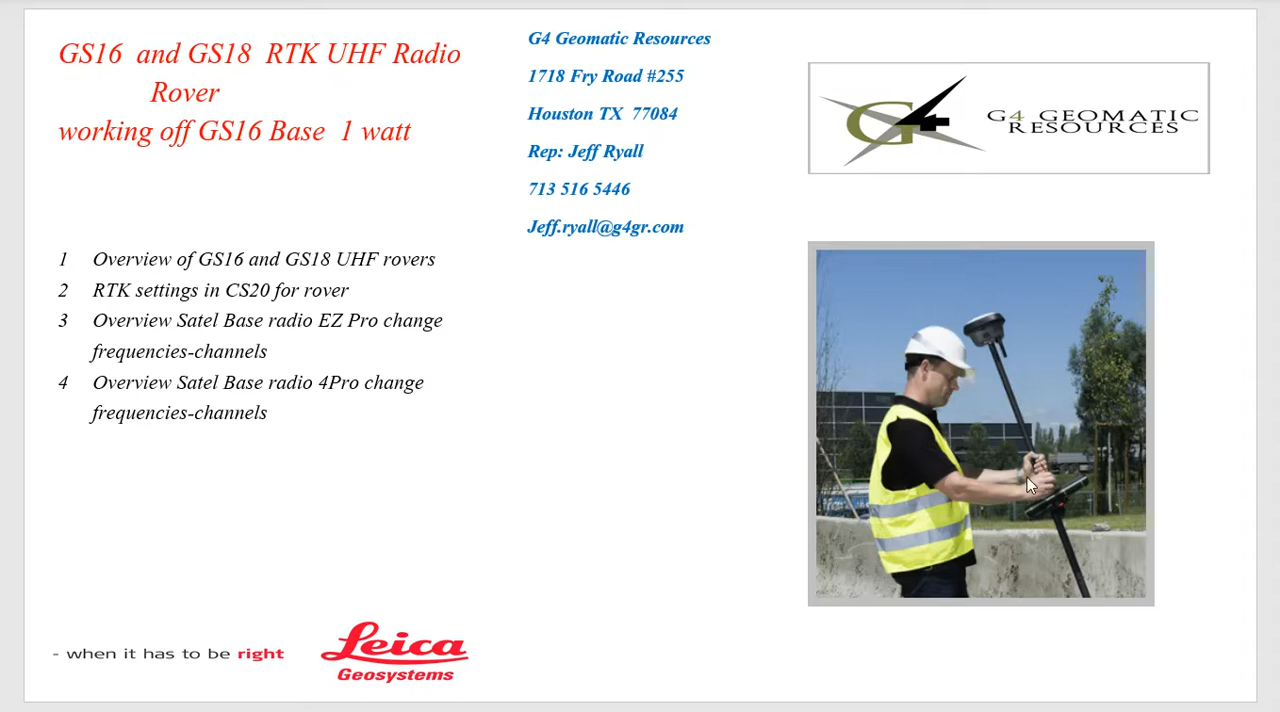 GS16 and GS18 RTK UHF Radio
Rover
working off GS16 Base 1 watt
G4 Geomatic Resources
1718 Fry Road #255
Houston TX 77084
Rep: Jeff Ryall
713 516 5446
Jeff.ryall@g4gr.com
G4
G4 GEOMATIC
RESOURCES
1 Overview of GS16 and GS18 UHF rovers
2 RTK settings in CS20 for rover
3 Overview Satel Base radio EZ Pro change
frequencies-channels
4 Overview Satel Base radio 4Pro change
frequencies-channels
- when it has to be right
Leica
Geosystems